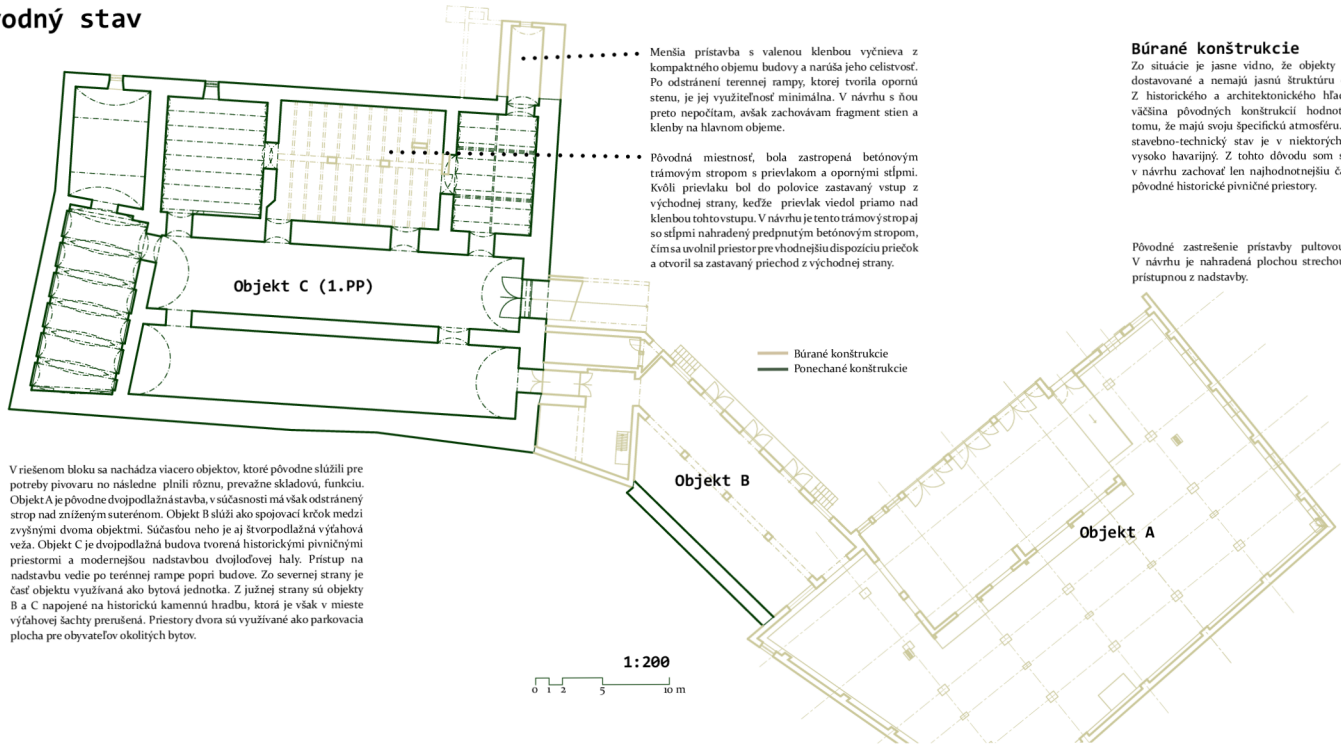 odný stav
Menšia prístavba s valenou klenbou vyčnieva z
kompaktného objemu budovy a narúša jeho celistvosť.
Po odstránení terennej rampy, ktorej tvorila opornú
stenu, je jej využiteľnosť minimálna. V návrhu s ňou
preto nepočítam, avšak zachovávam fragment stien a
klenby na hlavnom objeme.
Pôvodná miestnosť, bola zastropená betónovým
trámovým stropom s prievlakom a opornými stĺpmi.
Kvôli prievlaku bol do polovice zastavaný vstup z
východnej strany, keďže prievlak viedol priamo nad
klenbou tohto vstupu. V návrhu je tento trámový strop aj
so stĺpmi nahradený predpnutým betónovým stropom,
čím sa uvolnil priestor pre vhodnejšiu dispozíciu priečok
a otvoril sa zastavaný priechod z východnej strany.
Búrané konštrukcie
Zo situácie je jasne vidno, že objekty
dostavované a nemajú jasnú štruktúru
Z historického a architektonického hľa
väčšina pôvodných konštrukcií hodnot
tomu, že majú svoju špecifickú atmosféru.
stavebno-technický stav je v niektorých
vysoko havarijný. Z tohto dôvodu som s
v návrhu zachovať len najhodnotnejšiu ča
pôvodné historické pivničné priestory.
Pôvodné zastrešenie prístavby pultovou
V návrhu je nahradená plochou strechou
prístupnou z nadstavby.
Objekt C (1.PP)
Búrané konštrukcie
Ponechané konštrukcie
Objekt B
Objekt A
V riešenom bloku sa nachádza viacero objektov, ktoré pôvodne slúžili pre
potreby pivovaru no následne plnili rôznu, prevažne skladovú, funkciu.
Objekt A je pôvodne dvojpodlažná stavba, v súčasnosti má však odstránený
strop nad zníženým suterénom. Objekt B slúži ako spojovací kŕčok medzi
zvyšnými dvoma objektmi. Súčasťou neho je aj štvorpodlažná výťahová
veža. Objekt C je dvojpodlažná budova tvorená historickými pivničnými
priestormi a modernejšou nadstavbou dvojloďovej haly. Prístup na
nadstavbu vedie po terénnej rampe popri budove. Zo severnej strany je
časť objektu využívaná ako bytová jednotka. Z južnej strany sú objekty
B a C napojené na historickú kamennú hradbu, ktorá je však v mieste
výťahovej šachty prerušená. Priestory dvora sú využívané ako parkovacia
plocha pre obyvateľov okolitých bytov.
1:200
0 1 2 5 10 m